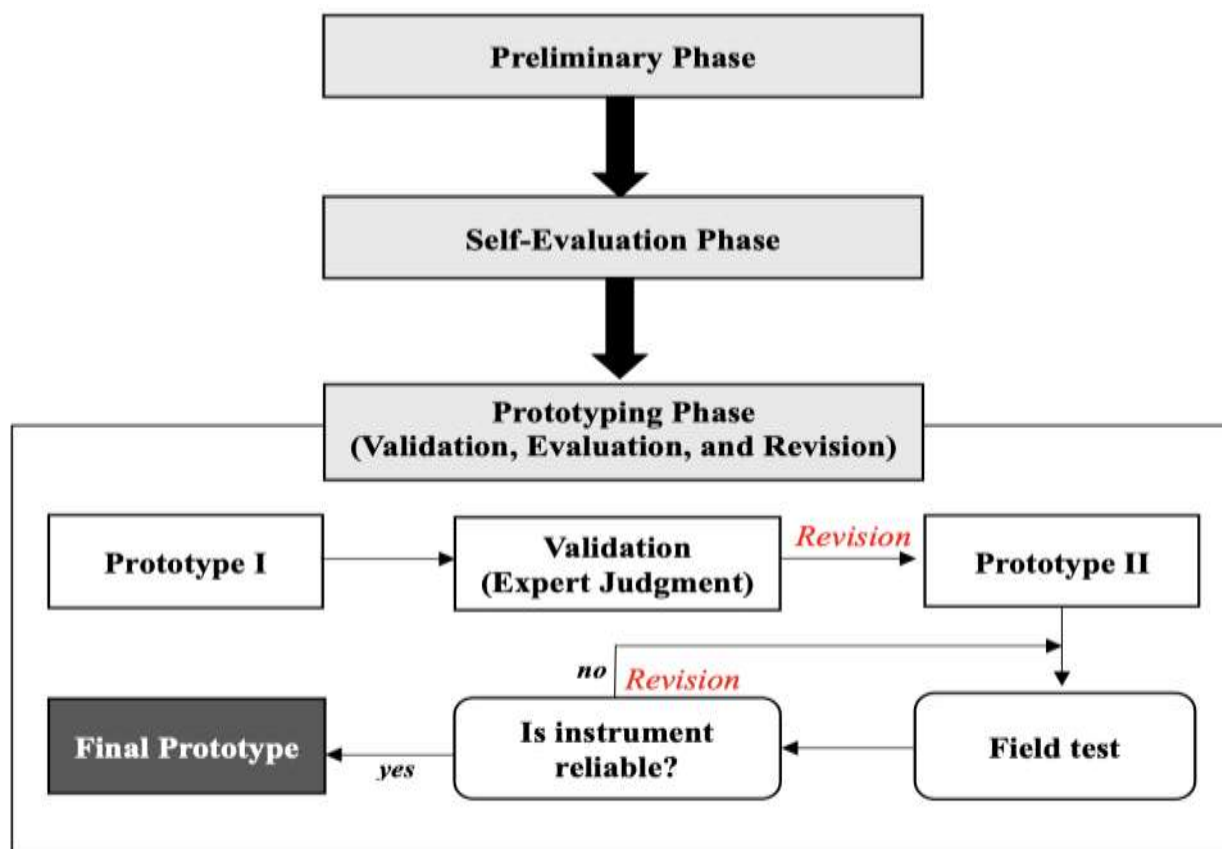 Preliminary Phase
Self-Evaluation Phase
Prototyping Phase
(Validation, Evaluation, and Revision)
Prototype I
Validation
(Expert Judgment)
Revision
Prototype II
no
Revision
Final Prototype
yes
Is instrument
reliable?
Field test